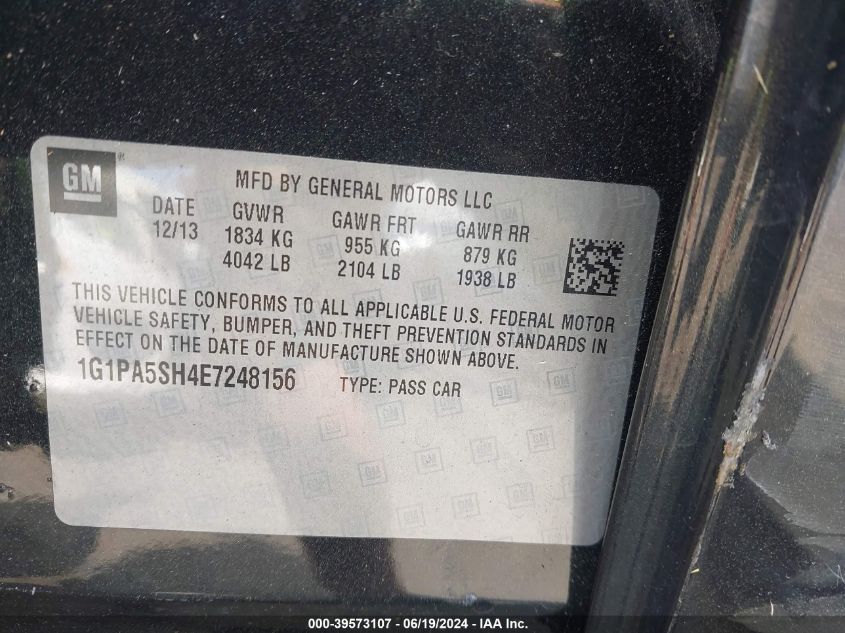 GM ®
MFD BY GENERAL MOTORS LLC
DATE GVWR GAWR FRT GAWR RR
12/13 1834 KG 955 KG 879 KG
4042 LB 2104 LB 1938 LB
THIS VEHICLE CONFORMS TO ALL APPLICABLE U.S. FEDERAL MOTOR
VEHICLE SAFETY, BUMPER, AND THEFT PREVENTION STANDARDS IN
EFFECT ON THE DATE OF MANUFACTURE SHOWN ABOVE.
1G1PA5SH4E7248156 TYPE: PASS CAR
000-39573107 - 06/19/2024 - IAAI.COM